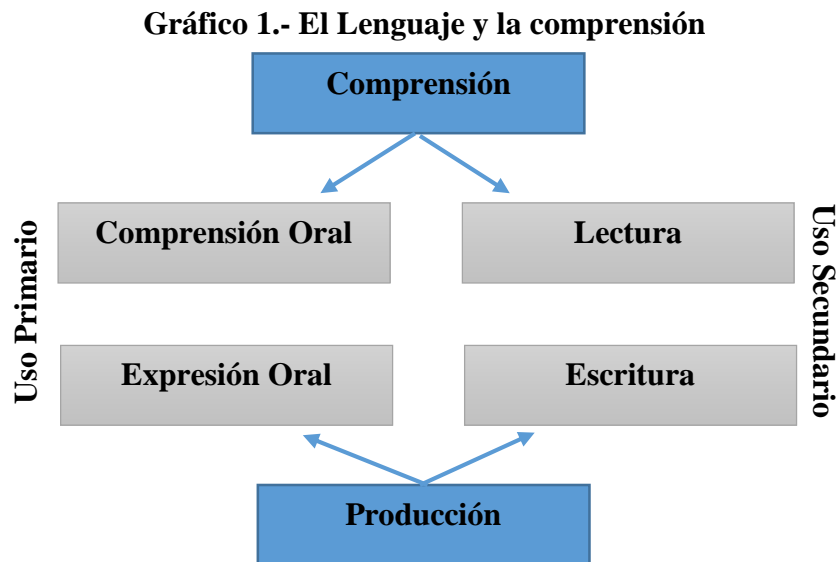 Gráfico 1.- El Lenguaje y la comprensión
Comprensión
Uso Primario
Comprensión Oral
Lectura
Uso Secundario
Expresión Oral
Escritura
Producción